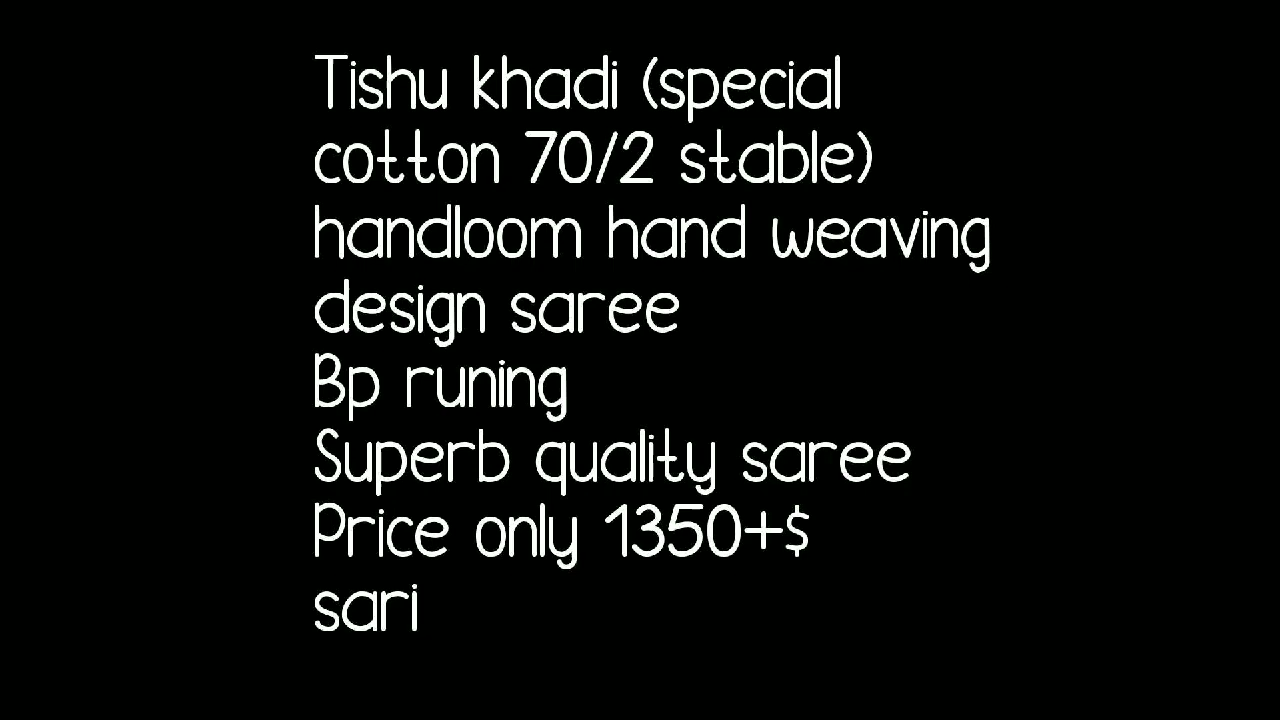 Tishu khadi (special
cotton 70/2 stable)
handloom hand weaving
design saree
Bp runing
Superb quality saree
Price only 1350+$
sari